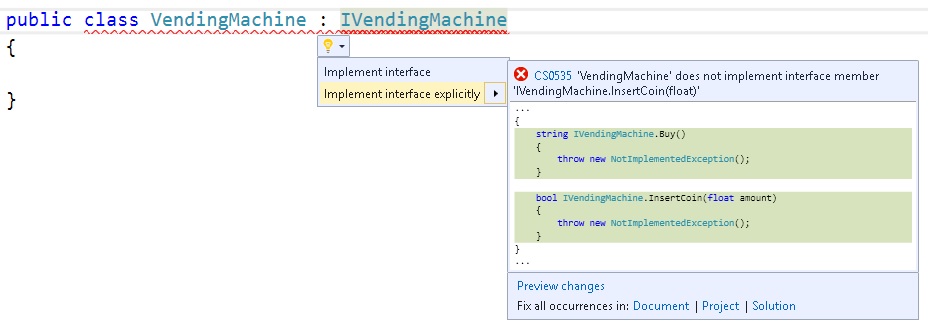 public class VendingMachine : IVendingMachine
{
}
Implement interface
Implement interface explicitly
CS0535 'VendingMachine' does not implement interface member
'IVendingMachine.InsertCoin(float)'
...
{
string IVendingMachine.Buy()
{
throw new NotImplementedException();
}
bool IVendingMachine.InsertCoin(float amount)
{
throw new NotImplementedException();
}
}
...
Preview changes
Fix all occurrences in: Document | Project | Solution